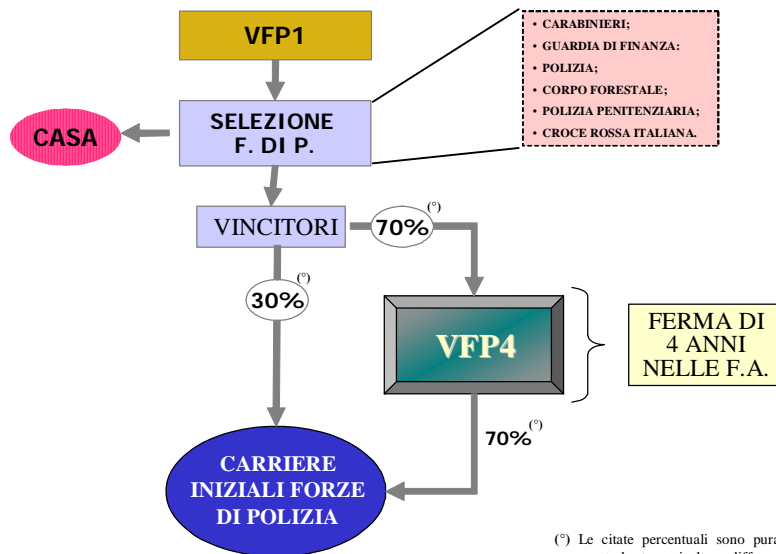 VFP1
• CARABINIERI;
• GUARDIA DI FINANZA:
• POLIZIA;
• CORPO FORESTALE;
• POLIZIA PENITENZIARIA;
• CROCE ROSSA ITALIANA.
CASA
SELEZIONE
F. DI P.
VINCITORI
70%(°)
30%(°)
VFP4
FERMA DI
4 ANNI
NELLE F.A.
70%(°)
CARRIERE
INIZIALI FORZE
DI POLIZIA
(°) Le citate percentuali sono pura